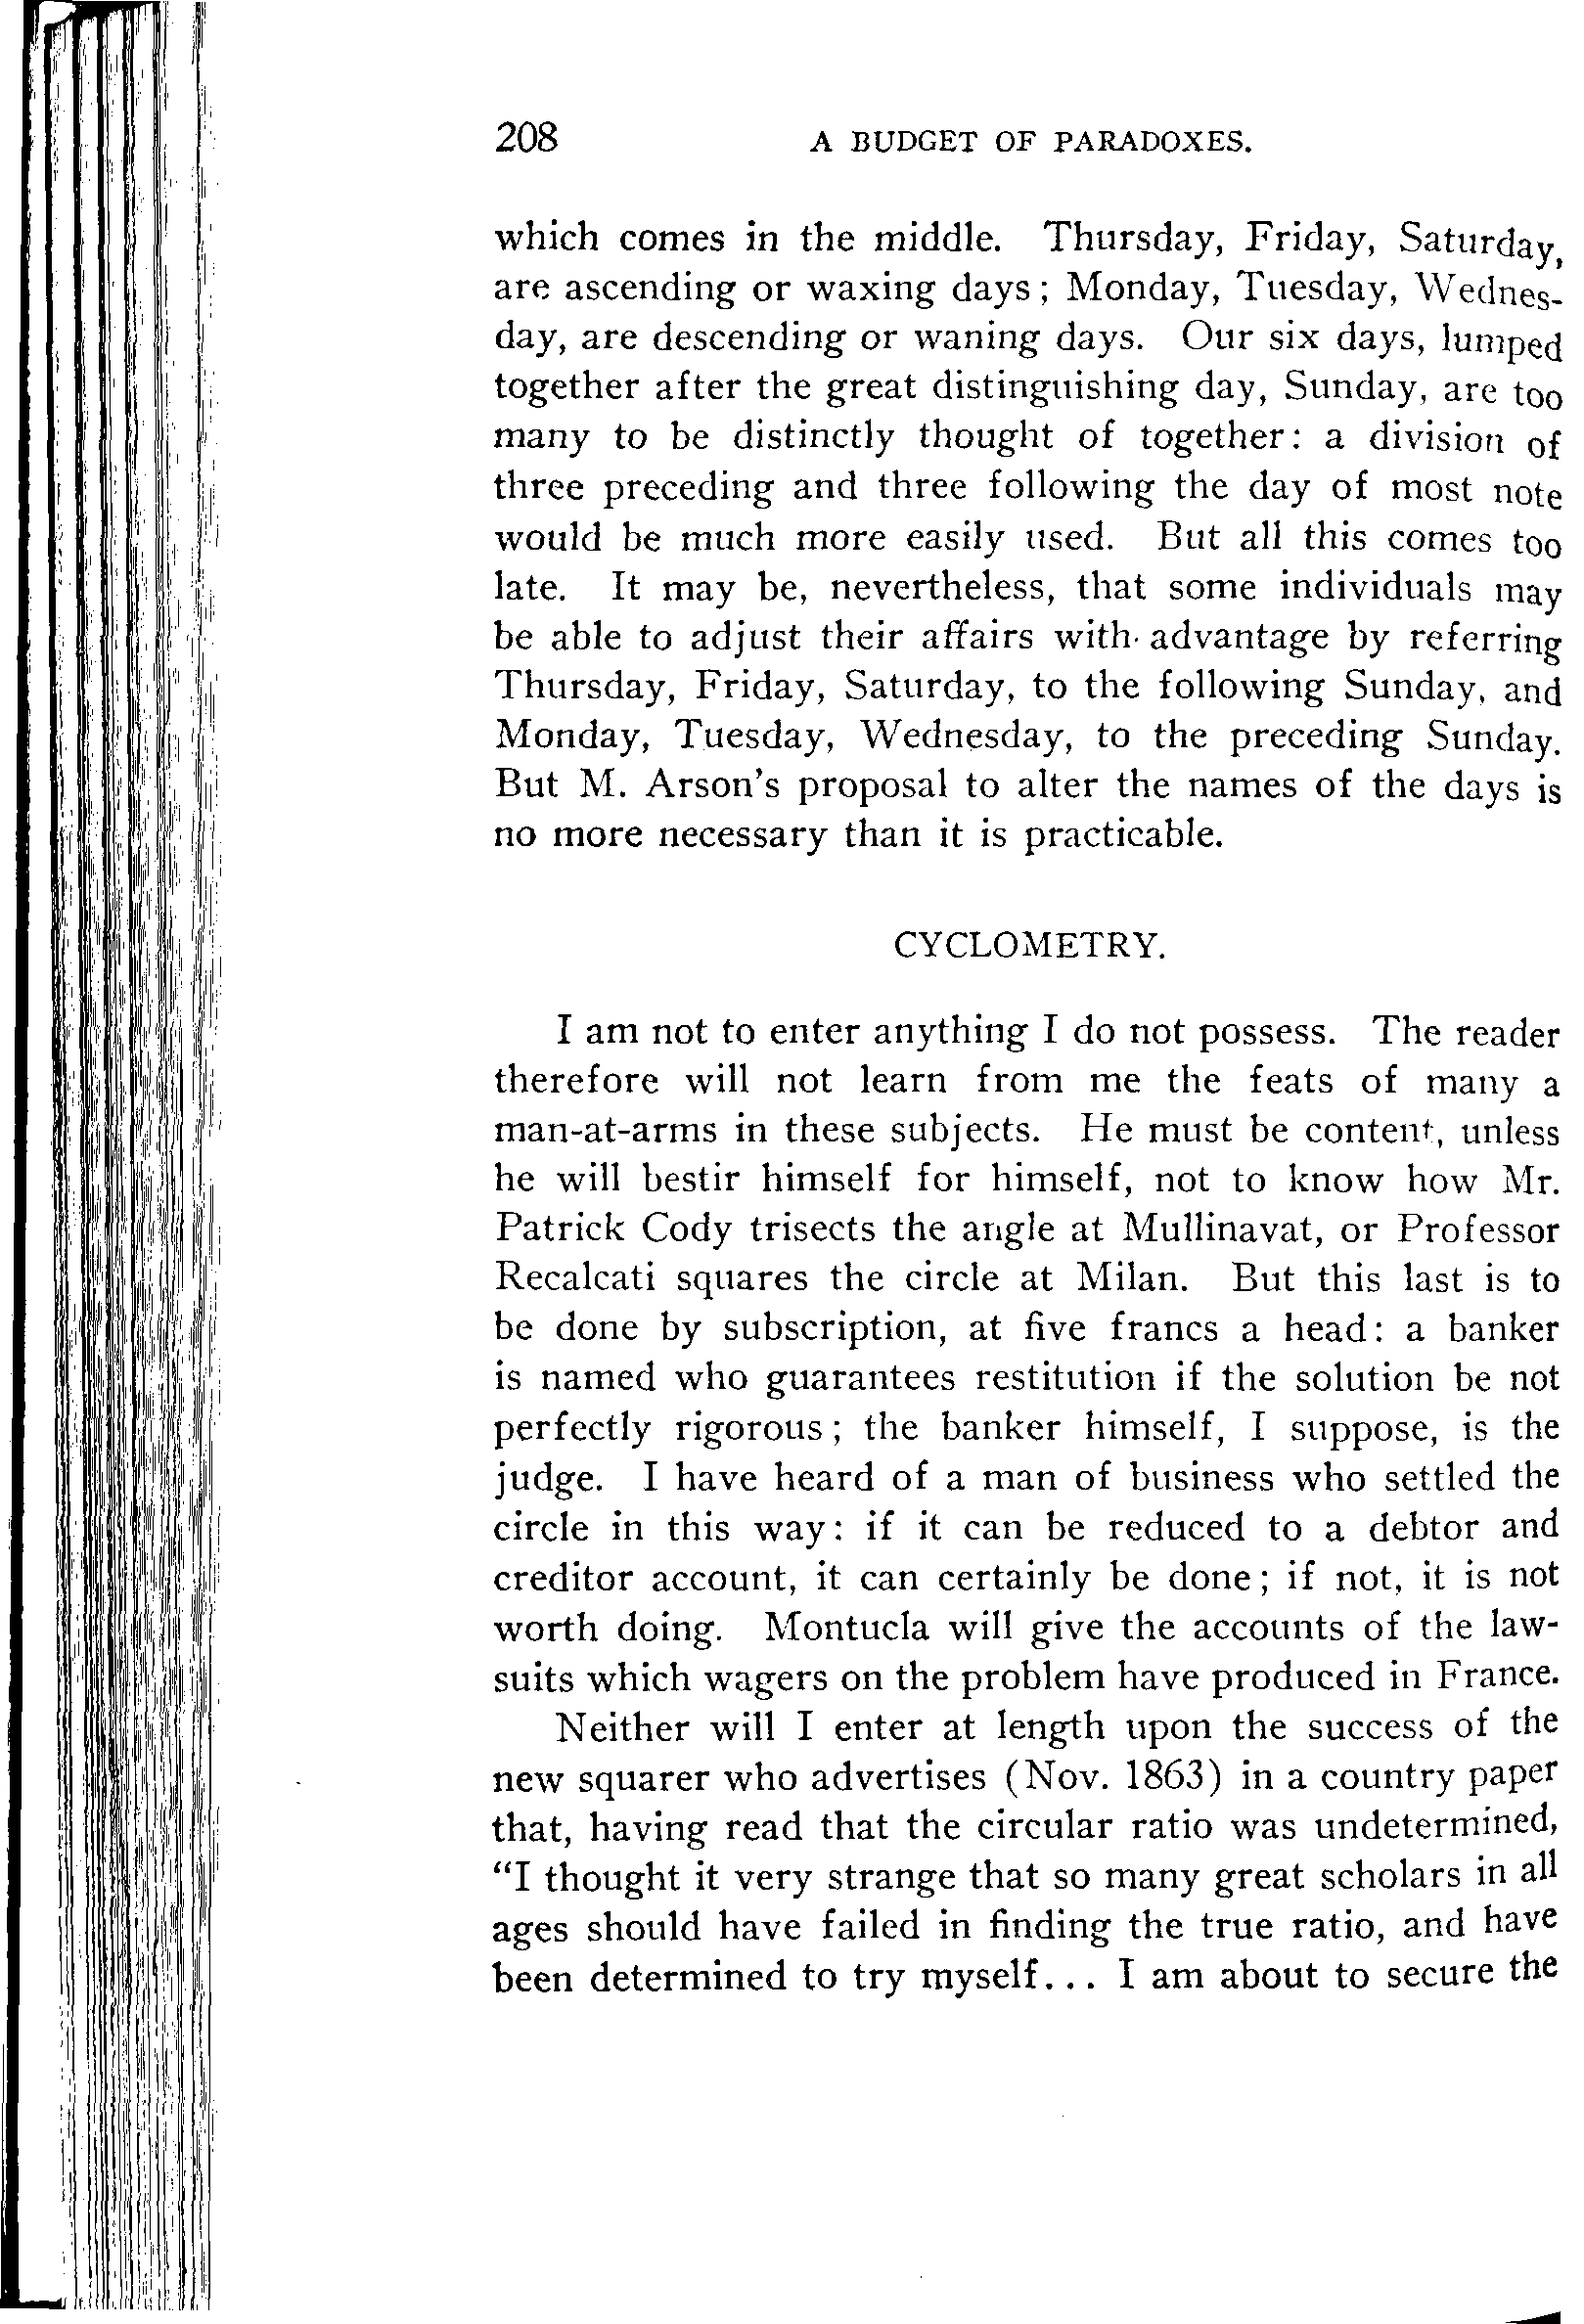 208 A BUDGET OF PARADOXES.
which comes in the middle. Thursday, Friday, Saturday,
are ascending or waxing days; Monday, Tuesday, Wednes-
day, are descending or waning days. Our six days, lumped
together after the great distinguishing day, Sunday, are too
many to be distinctly thought of together: a division of
three preceding and three following the day of most note
would be much more easily used. But all this comes too
late. It may be, nevertheless, that some individuals may
be able to adjust their affairs with advantage by referring
Thursday, Friday, Saturday, to the following Sunday, and
Monday, Tuesday, Wednesday, to the preceding Sunday.
But M. Arson's proposal to alter the names of the days is
no more necessary than it is practicable.
CYCLOMETRY.
I am not to enter anything I do not possess. The reader
therefore will not learn from me the feats of many a
man-at-arms in these subjects. He must be content, unless
he will bestir himself for himself, not to know how Mr.
Patrick Cody trisects the angle at Mullinavat, or Professor
Recalcati squares the circle at Milan. But this last is to
be done by subscription, at five francs a head: a banker
is named who guarantees restitution if the solution be not
perfectly rigorous; the banker himself, I suppose, is the
judge. I have heard of a man of business who settled the
circle in this way: if it can be reduced to a debtor and
creditor account, it can certainly be done; if not, it is not
worth doing. Montucla will give the accounts of the law-
suits which wagers on the problem have produced in France.
Neither will I enter at length upon the success of the
new squarer who advertises (Nov. 1863) in a country paper
that, having read that the circular ratio was undetermined,
"I thought it very strange that so many great scholars in all
ages should have failed in finding the true ratio, and have
been determined to try myself... I am about to secure the